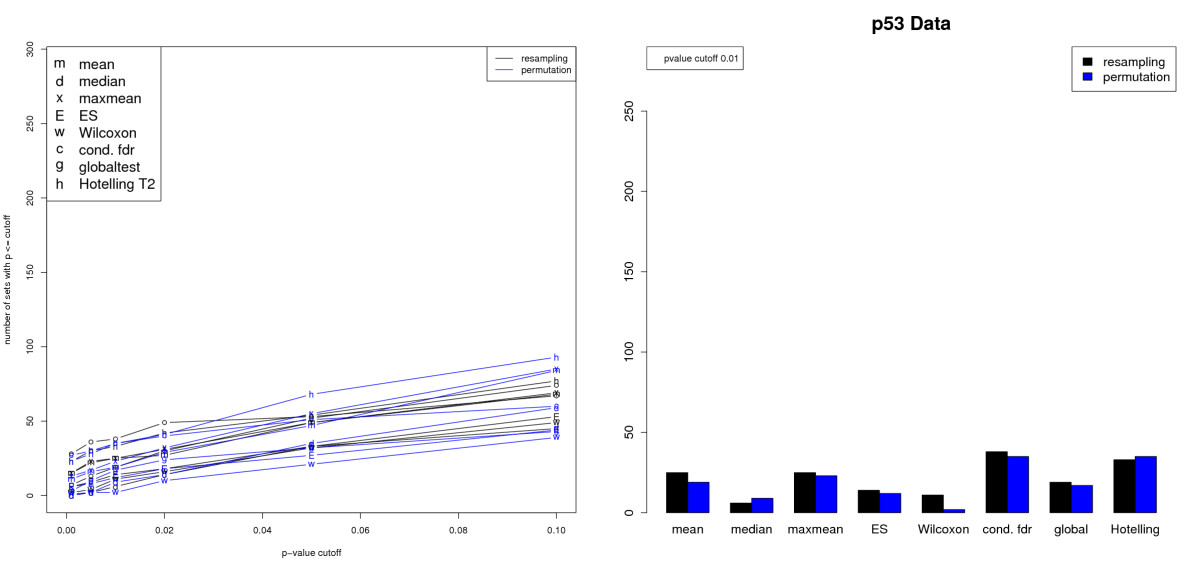 p53 Data
m mean
d median
x maxmean
E ES
w Wilcoxon
c cond. fdr
g globaltest
h Hotelling T2
resampling
permutation
number of sets with p <= cutoff
300
250
200
150
100
50
0
0.00 0.02 0.04 0.06 0.08 0.10
p−value cutoff
pvalue cutoff 0.01
resampling
permutation
250
200
150
100
50
0
mean median maxmean ES Wilcoxon cond. fdr global Hotelling